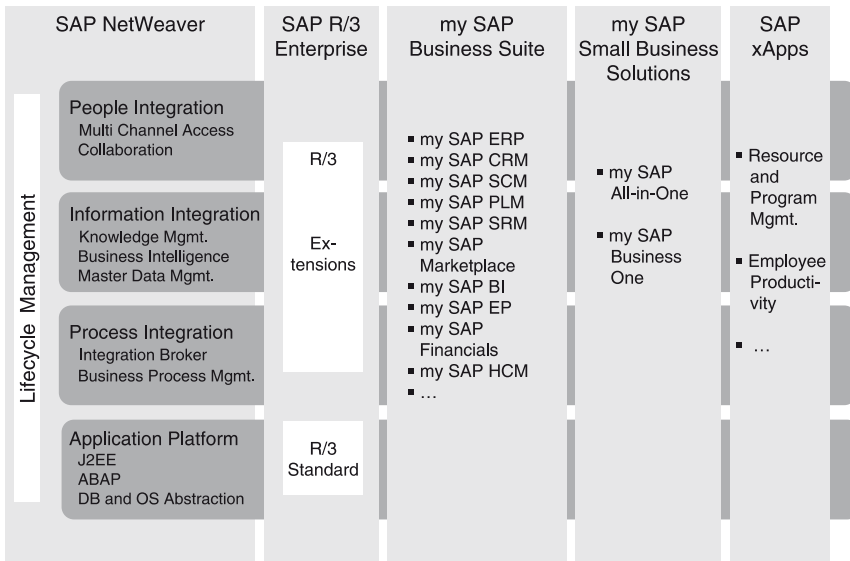 SAP NetWeaver
Lifecycle Management
People Integration
Multi Channel Access
Collaboration
Information Integration
Knowledge Mgmt.
Business Intelligence
Master Data Mgmt.
Process Integration
Integration Broker
Business Process Mgmt.
Application Platform
J2EE
ABAP
DB and OS Abstraction
SAP R/3
Enterprise
R/3
Ex-
tensions
R/3
Standard
my SAP
Business Suite
▪ my SAP ERP
▪ my SAP CRM
▪ my SAP SCM
▪ my SAP PLM
▪ my SAP SRM
▪ my SAP
Marketplace
▪ my SAP BI
▪ my SAP EP
▪ my SAP
Financials
▪ my SAP HCM
▪ ...
my SAP
Small Business
Solutions
▪ my SAP
All-in-One
▪ my SAP
Business
One
SAP
xApps
▪ Resource
and
Program
Mgmt.
▪ Employee
Producti-
vity
▪ ...